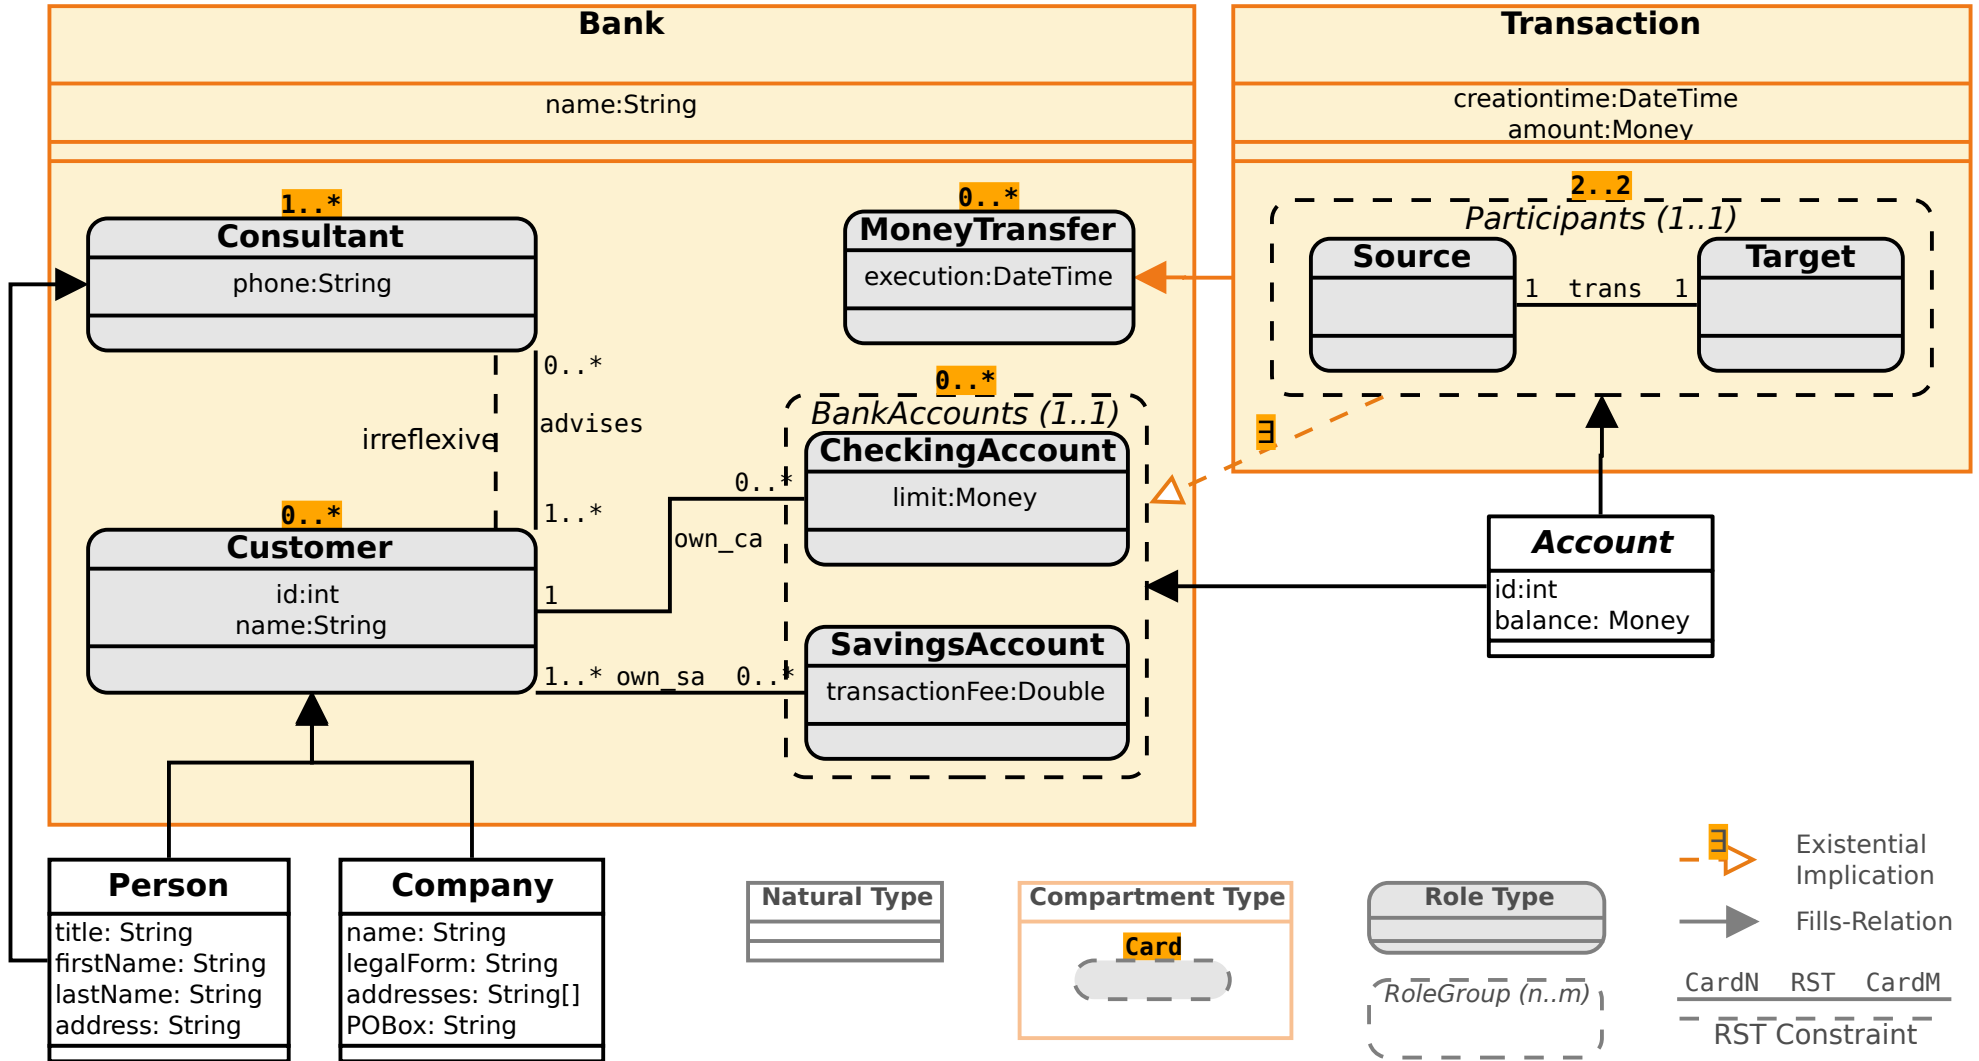 Bank
name:String
1..*
Consultant
phone:String
0..*
MoneyTransfer
execution:DateTime
0..*
advises
irreflexive
1..*
0..*
Customer
id:int
name:String
0..*
BankAccounts (1..1)
CheckingAccount
limit:Money
0..*
own_ca
1
1..* own_sa 0..*
SavingsAccount
transactionFee:Double
Transaction
creationtime:DateTime
amount:Money
2..2
Participants (1..1)
Source
1 trans 1
Target
∃
Account
id:int
balance: Money
Person
title: String
firstName: String
lastName: String
address: String
Company
name: String
legalForm: String
addresses: String[]
POBox: String
Natural Type
Compartment Type
Card
Role Type
RoleGroup (n..m)
∃
Existential
Implication
Fills-Relation
CardN RST CardM
RST Constraint